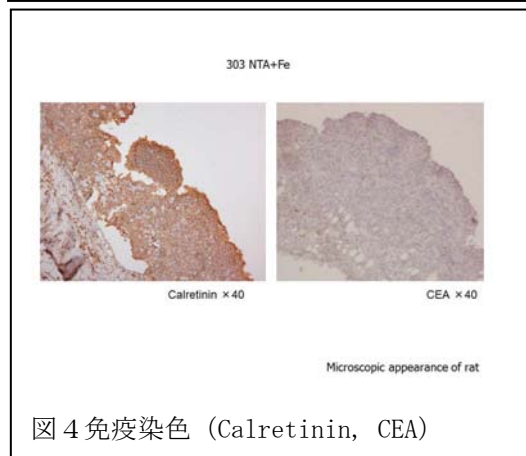 303 NTA+Fe
Calretinin ×40
CEA ×40
Microscopic appearance of rat
図４免疫染色 (Calretinin, CEA)